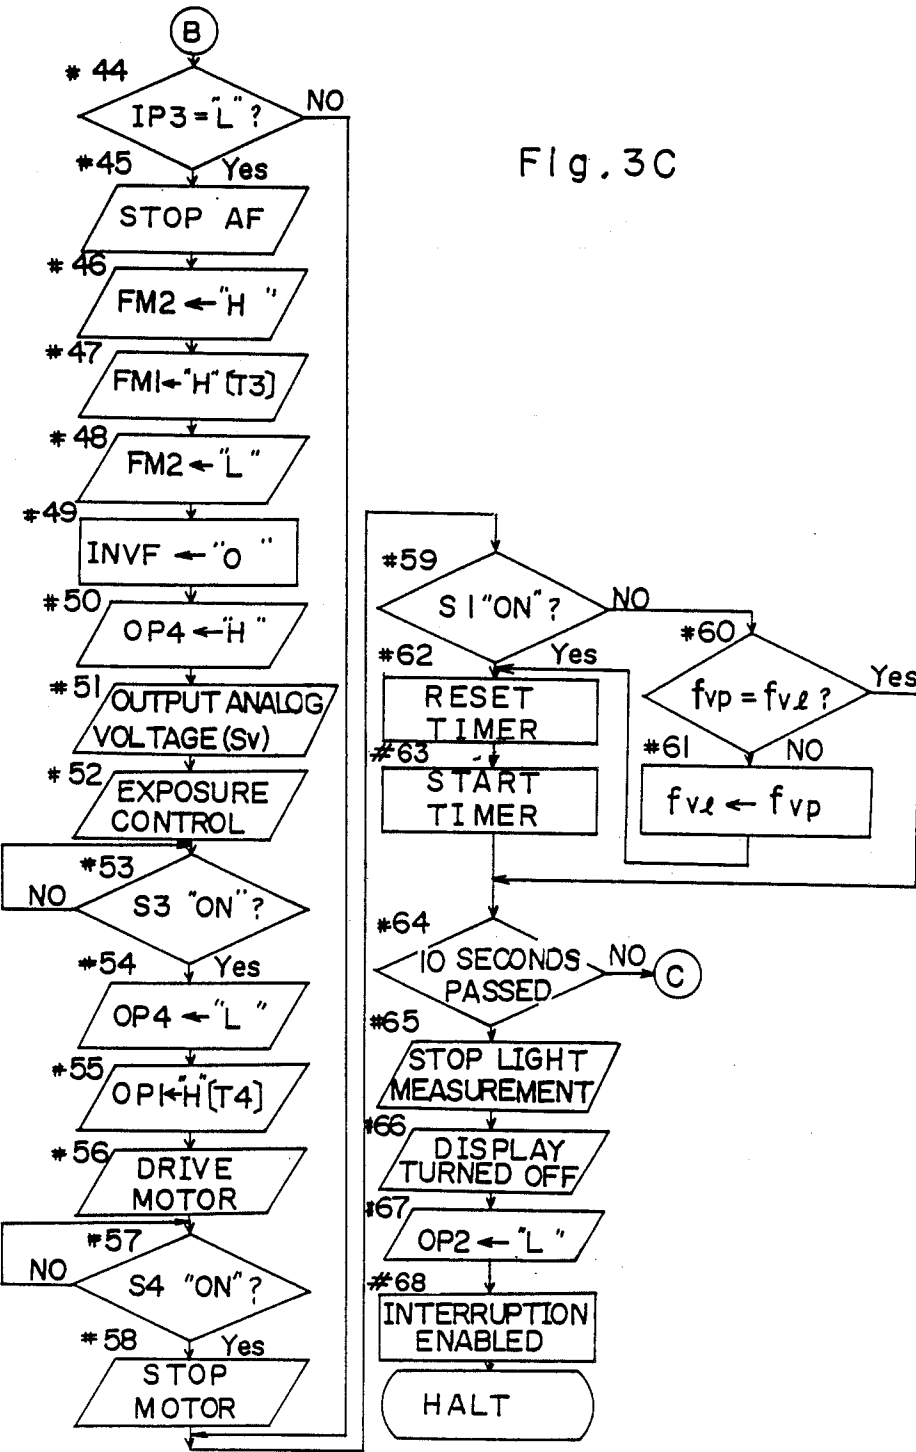 B
#44
IP3="L"?
NO
Fig.3C
#45
Yes
STOP AF
#46
FM2←"H "
#47
FM1←"H"[T3]
#48
FM2←"L"
#49
INVF←"O "
#50
OP4←"H"
#51
OUTPUT ANALOG
VOLTAGE(Sv)
#52
EXPOSURE
CONTROL
#53
NO
S3 "ON"?
Yes
#54
OP4←"L "
#55
OP1←"H"[T4]
#56
DRIVE
MOTOR
#57
NO
S4 "ON"?
Yes
#58
STOP
MOTOR
#59
S1"ON"?
NO
#60
fvp=fvℓ?
Yes
NO
#61
fvℓ←fvp
#62
Yes
RESET
TIMER
#63
START
TIMER
#64
10 SECONDS
PASSED
NO
C
#65
STOP LIGHT
MEASUREMENT
#66
DISPLAY
TURNED OFF
#67
OP2←"L"
#68
INTERRUPTION
ENABLED
HALT